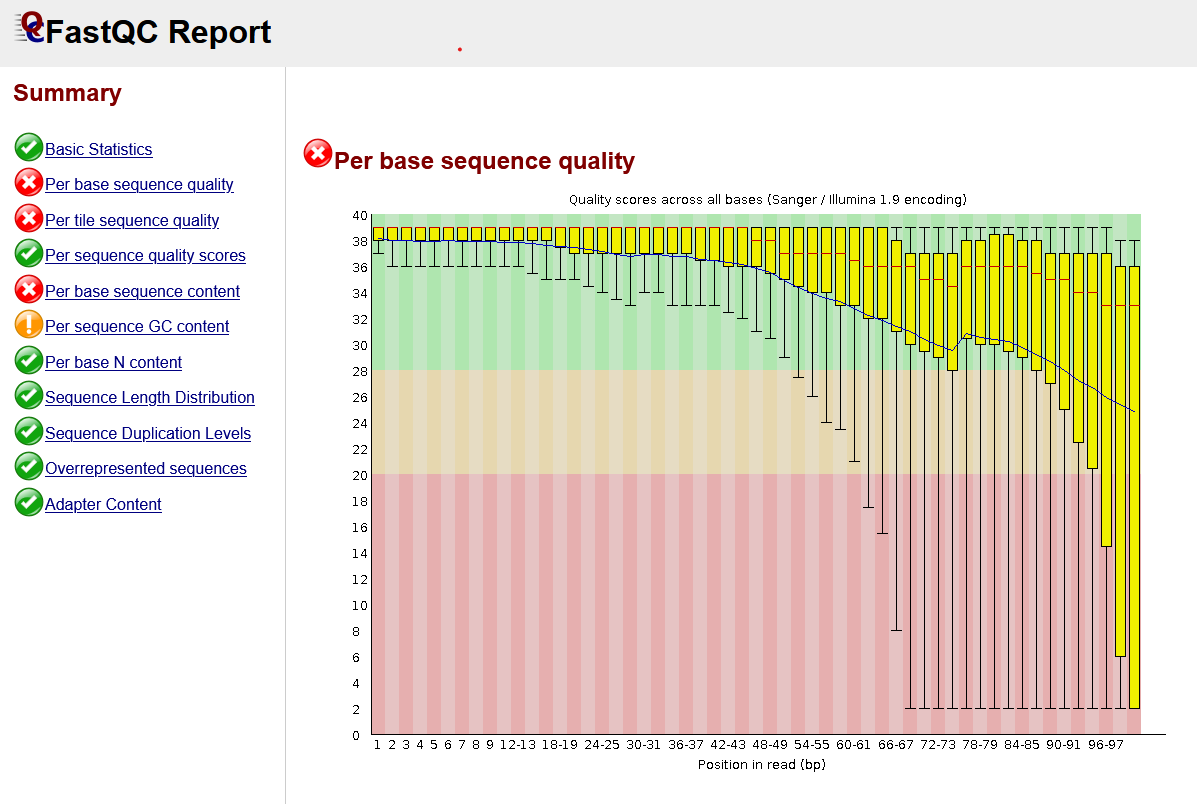 FastQC Report
Summary
Basic Statistics
Per base sequence quality
Per tile sequence quality
Per sequence quality scores
Per base sequence content
Per sequence GC content
Per base N content
Sequence Length Distribution
Sequence Duplication Levels
Overrepresented sequences
Adapter Content
Per base sequence quality
Quality scores across all bases (Sanger / Illumina 1.9 encoding)
40
38
36
34
32
30
28
26
24
22
20
18
16
14
12
10
8
6
4
2
0
1 2 3 4 5 6 7 8 9 12-13 18-19 24-25 30-31 36-37 42-43 48-49 54-55 60-61 66-67 72-73 78-79 84-85 90-91 96-97
Position in read (bp)